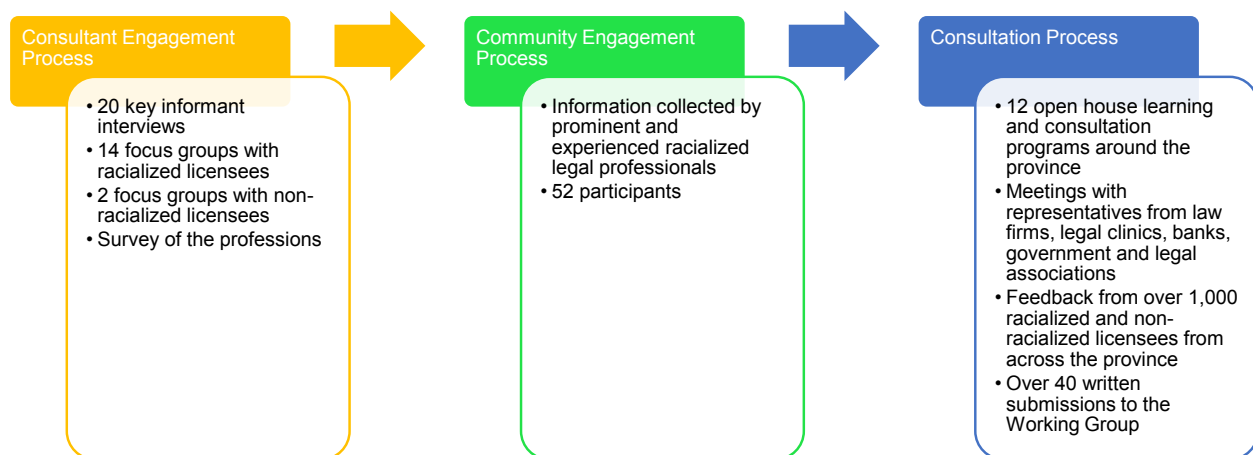 Consultant Engagement
Process
• 20 key informant
interviews
• 14 focus groups with
racialized licensees
• 2 focus groups with non-
racialized licensees
• Survey of the professions
Community Engagement
Process
• Information collected by
prominent and
experienced racialized
legal professionals
• 52 participants
Consultation Process
• 12 open house learning
and consultation
programs around the
province
• Meetings with
representatives from law
firms, legal clinics, banks,
government and legal
associations
• Feedback from over 1,000
racialized and non-
racialized licensees from
across the province
• Over 40 written
submissions to the
Working Group